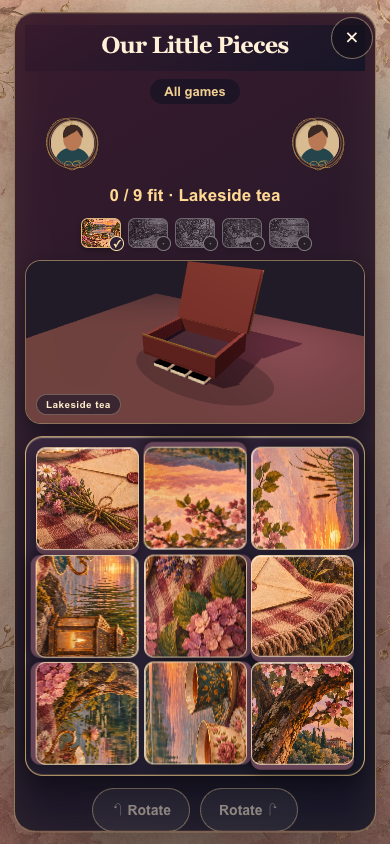 Our Little Pieces
All games
0 / 9 fit · Lakeside tea
Lakeside tea
Rotate
Rotate